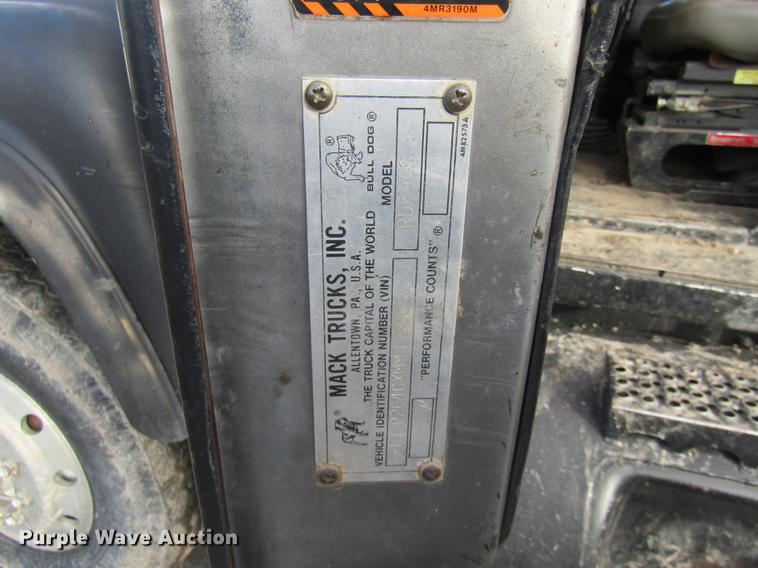 4MR3190M
MACK TRUCKS, INC.
ALLENTOWN, PA., U.S.A.
THE TRUCK CAPITAL OF THE WORLD
BULL DOG®
VEHICLE IDENTIFICATION NUMBER (VIN)
MODEL
"PERFORMANCE COUNTS" ®
4MR2575A
Purple Wave Auction